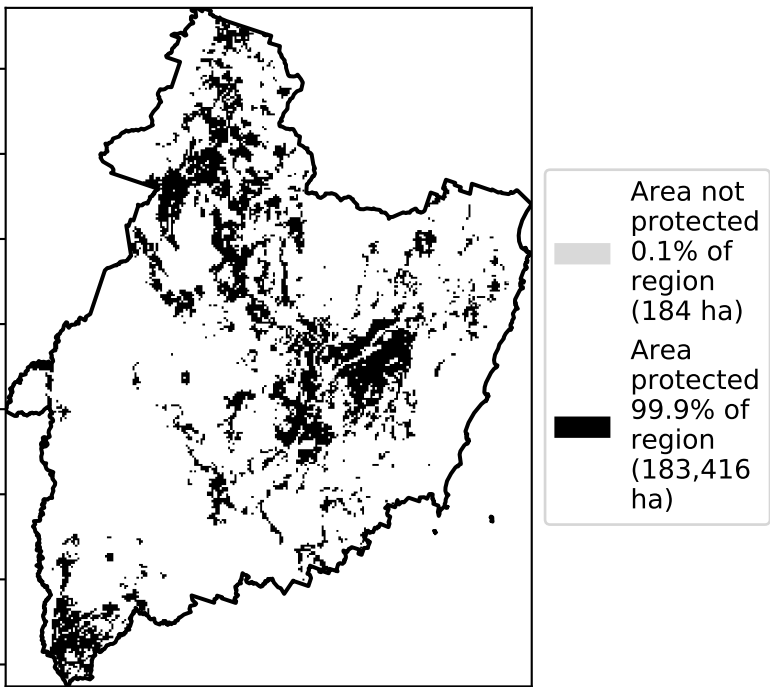 Area not
protected
0.1% of
region
(184 ha)
Area
protected
99.9% of
region
(183,416
ha)